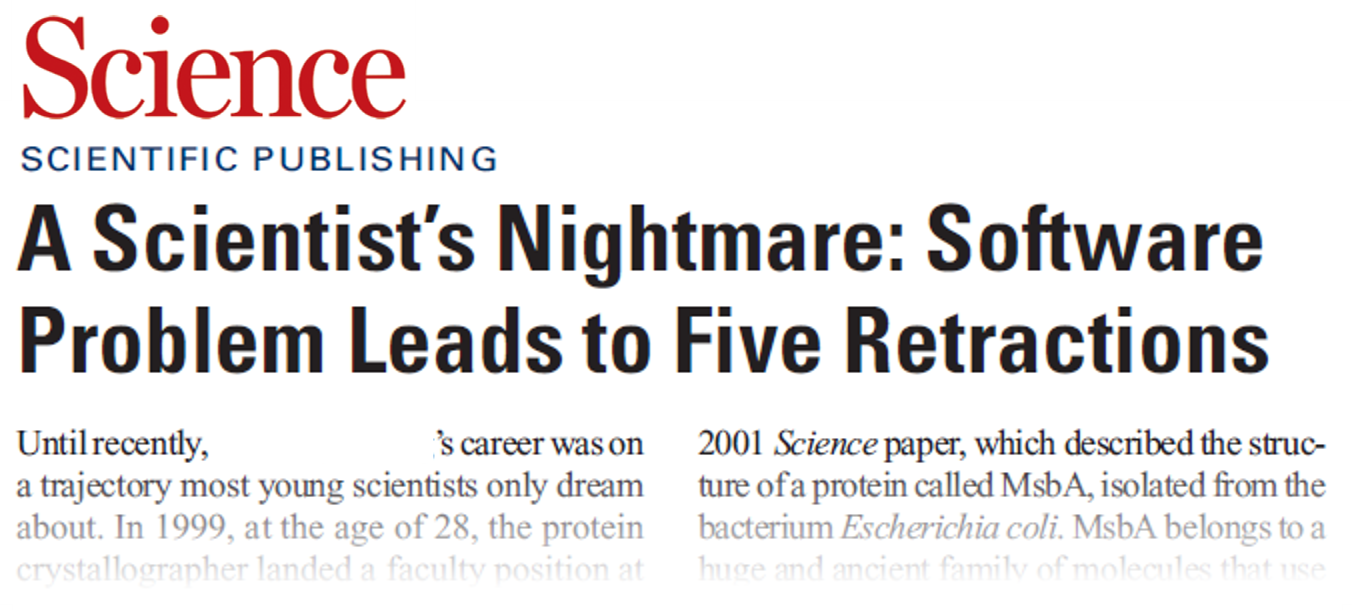 Science
SCIENTIFIC PUBLISHING
A Scientist's Nightmare: Software
Problem Leads to Five Retractions
Until recently, 's career was on
a trajectory most young scientists only dream
about. In 1999, at the age of 28, the protein
crystallographer landed a faculty position at
2001 Science paper, which described the struc-
ture of a protein called MsbA, isolated from the
bacterium Escherichia coli. MsbA belongs to a
huge and ancient family of molecules that use